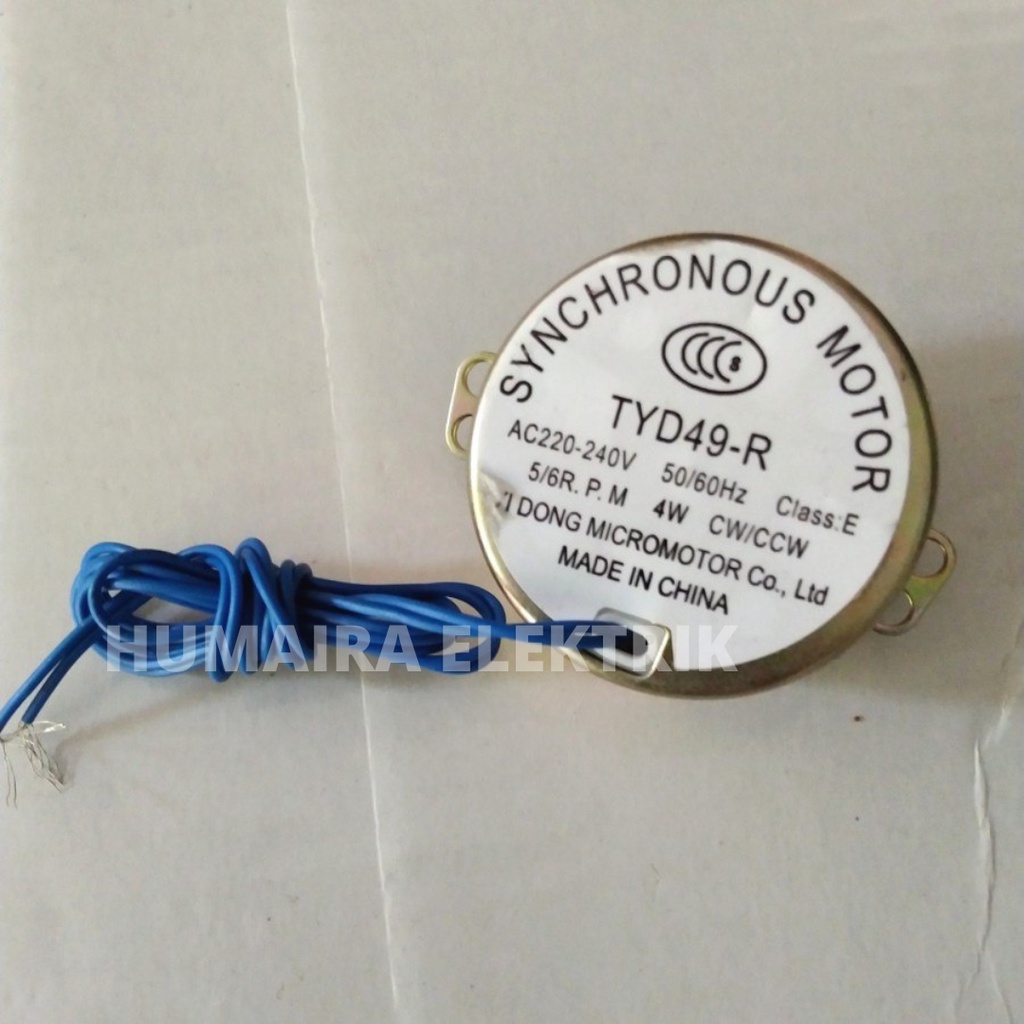 SYNCHRONOUS MOTOR
CCC S
TYD49-R
AC220-240V 50/60Hz Class:E
5/6R. P. M 4W CW/CCW
DONG MICROMOTOR Co., Ltd
MADE IN CHINA
HUMAIRA ELEKTRIK